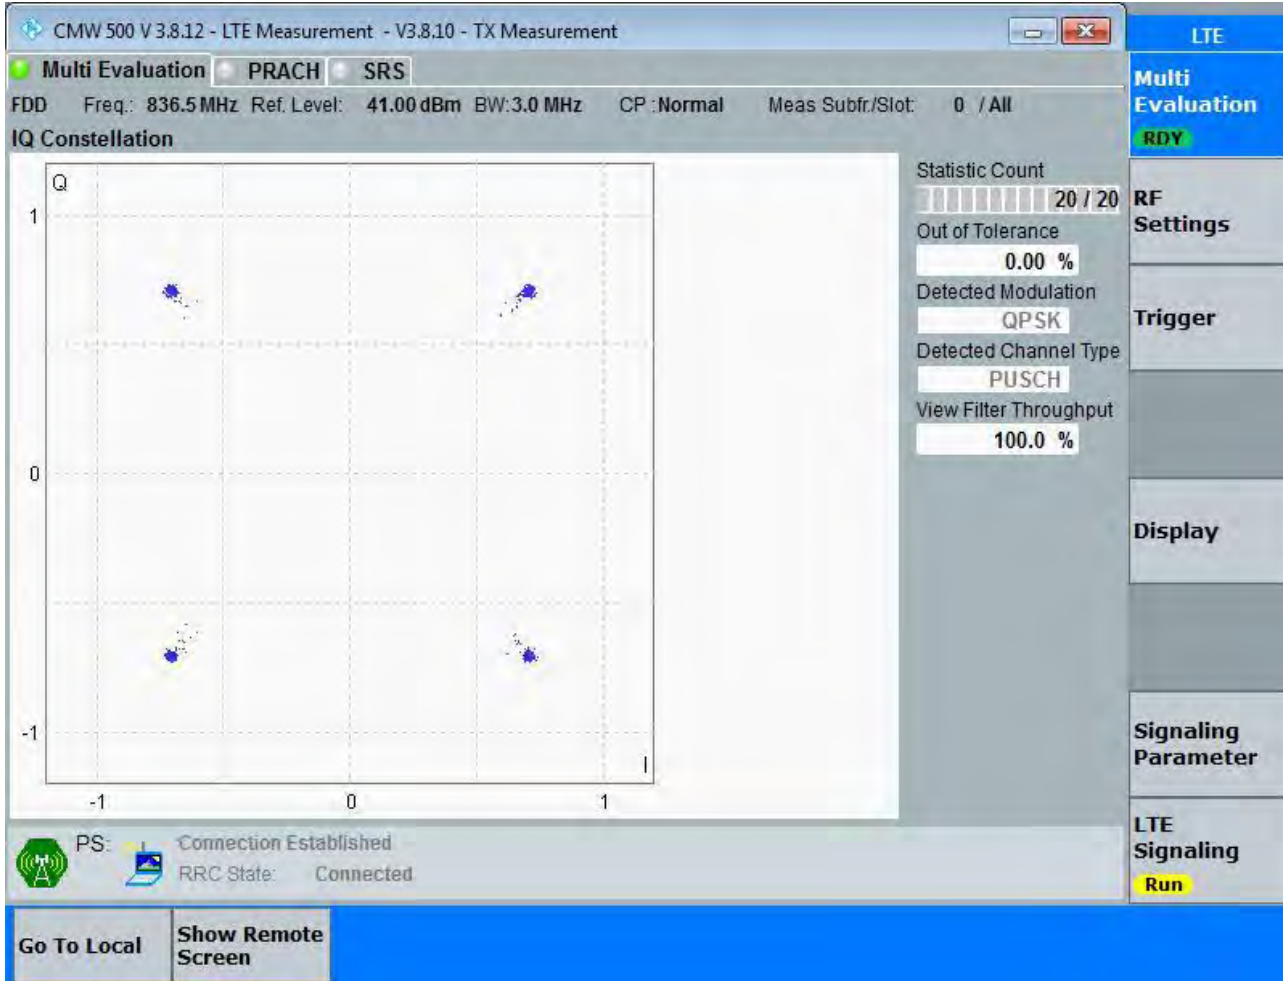 CMW 500 V 3.8.12 - LTE Measurement - V3.8.10 - TX Measurement
LTE
Multi Evaluation PRACH SRS
FDD Freq.: 836.5 MHz Ref. Level: 41.00 dBm BW: 3.0 MHz CP : Normal Meas Subfr./Slot: 0 / All
IQ Constellation
Q
1
0
-1
-1 0 1
I
Statistic Count
20 / 20
Out of Tolerance
0.00 %
Detected Modulation
QPSK
Detected Channel Type
PUSCH
View Filter Throughput
100.0 %
Multi
Evaluation
RDY
RF
Settings
Trigger
Display
Signaling
Parameter
LTE
Signaling
Run
PS: Connection Established
RRC State: Connected
Go To Local
Show Remote
Screen